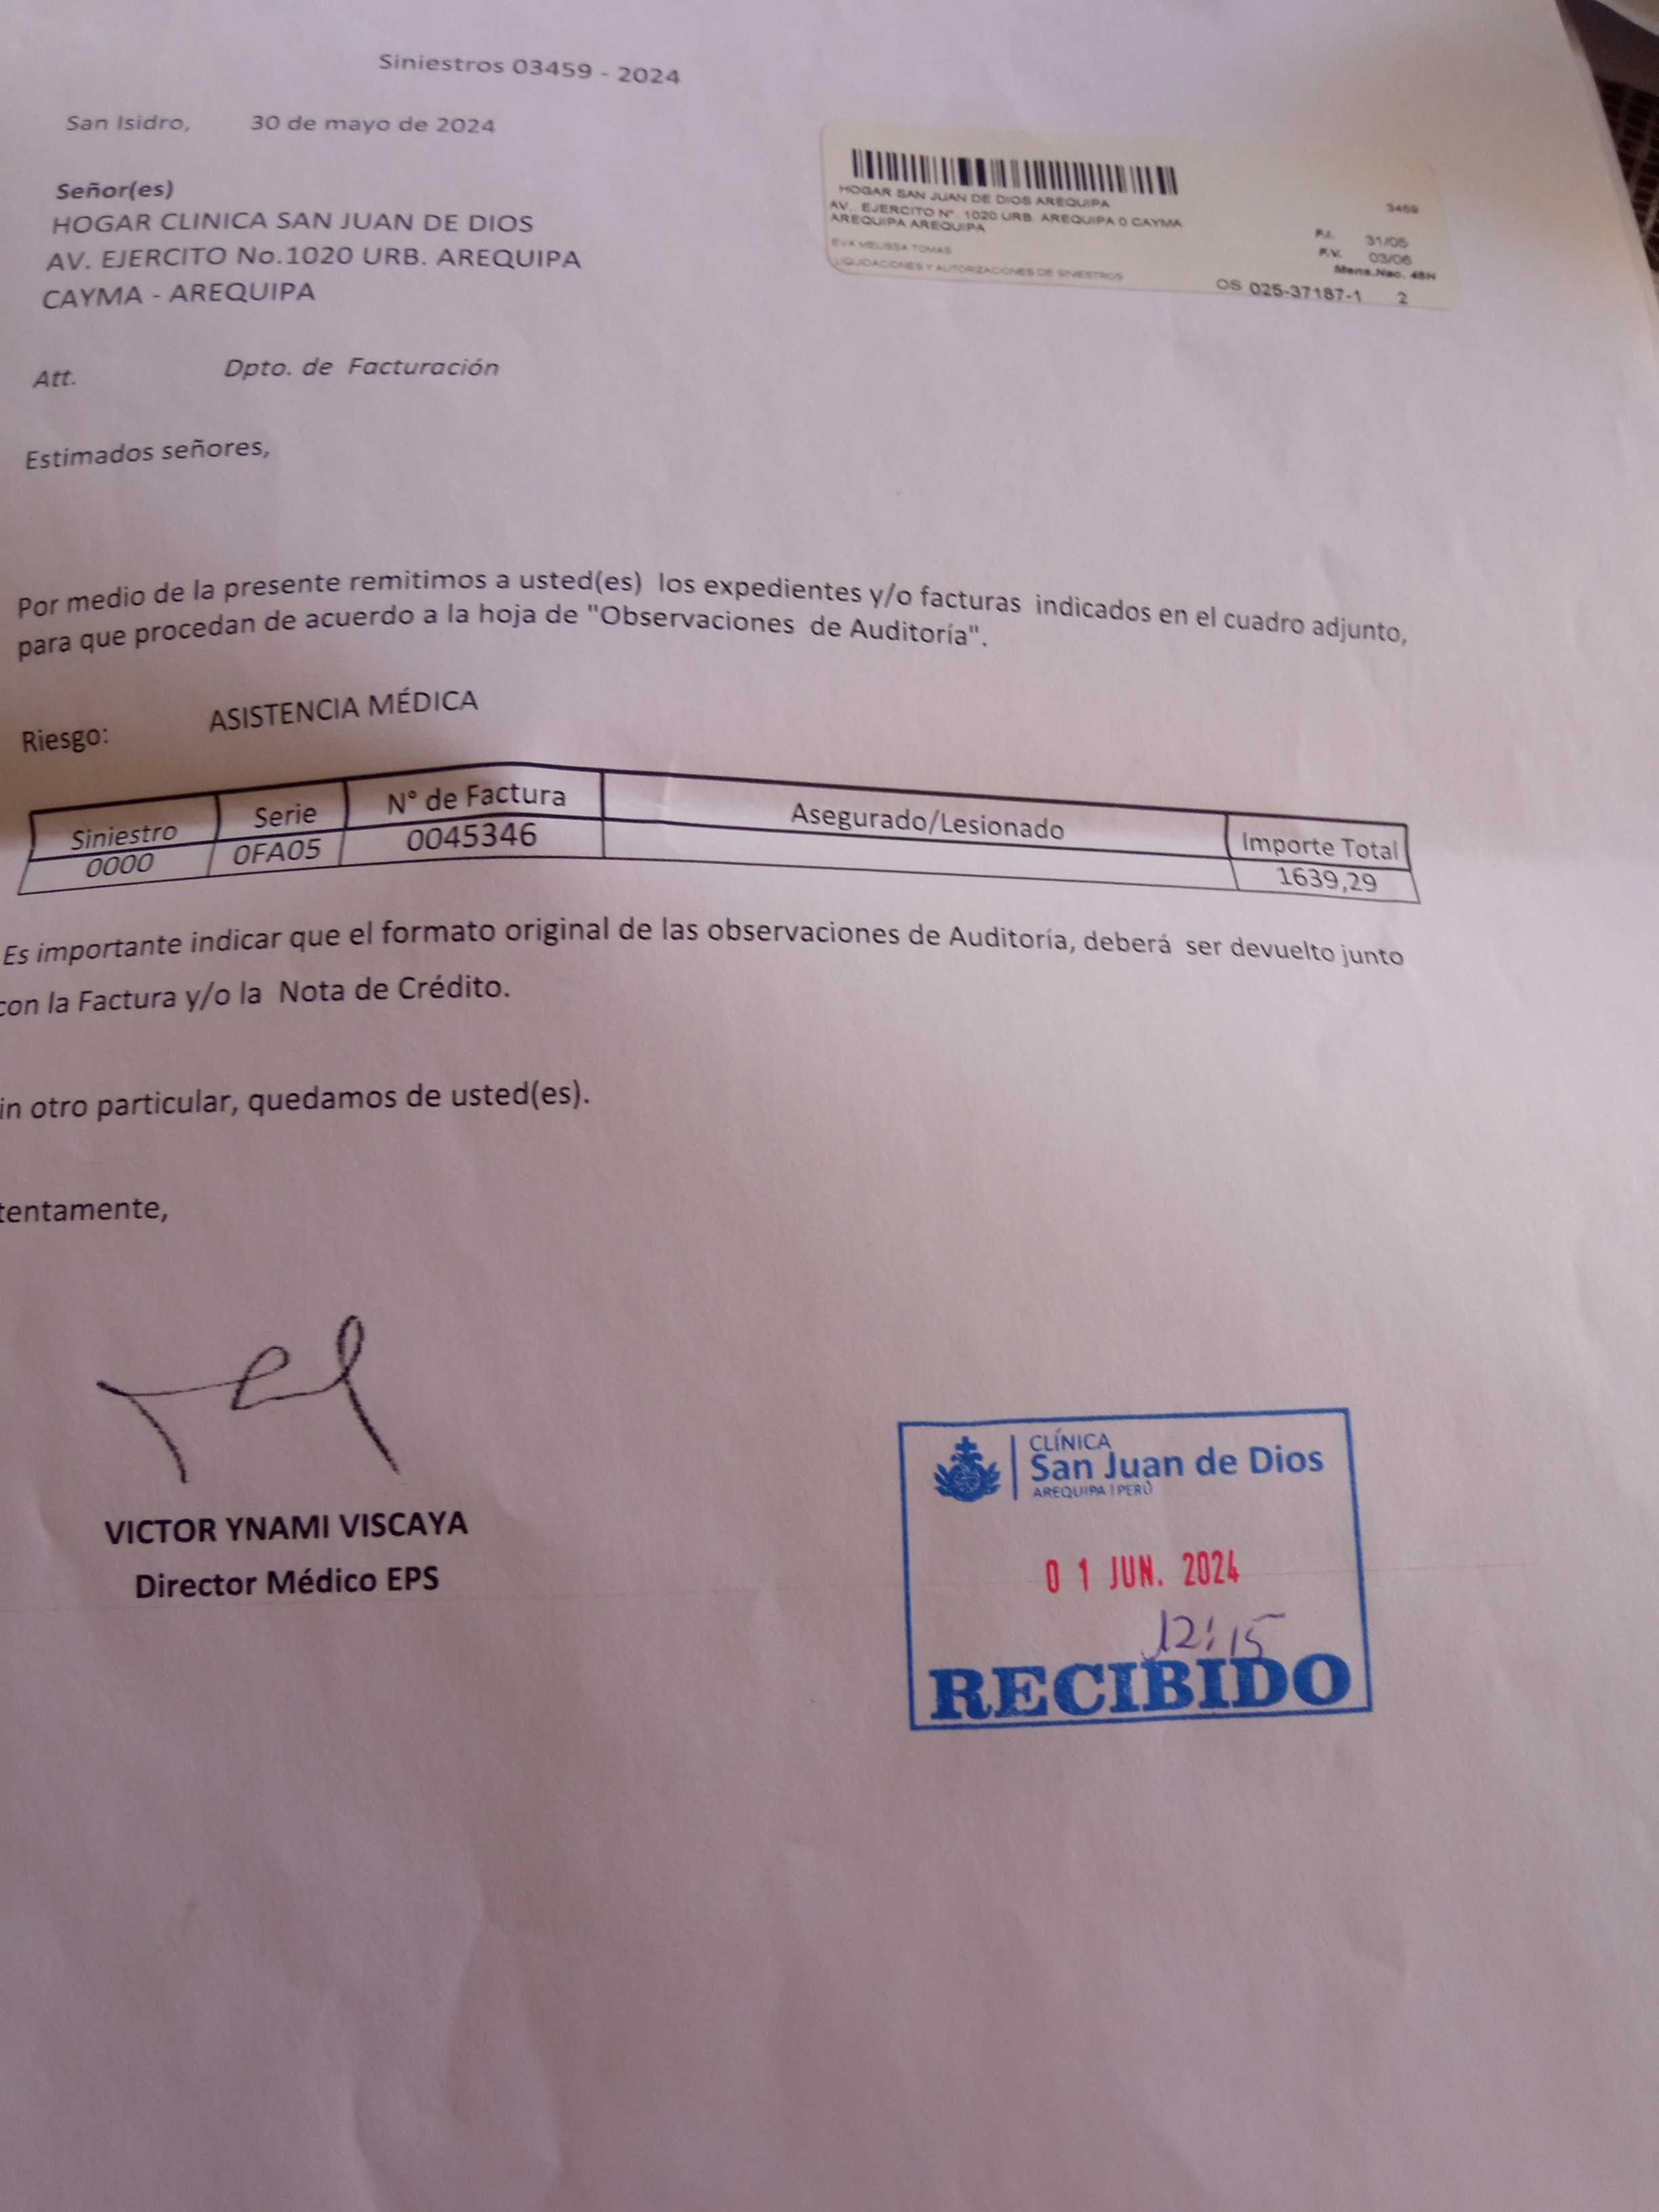 Siniestros 03459 - 2024
San Isidro, 30 de mayo de 2024
Señor(es)
HOGAR CLINICA SAN JUAN DE DIOS
AV. EJERCITO No.1020 URB. AREQUIPA
CAYMA - AREQUIPA
HOGAR SAN JUAN DE DIOS AREQUIPA
AV. EJERCITO N° 1020 URB. AREQUIPA 0 CAYMA
AREQUIPA AREQUIPA
EVA MELISSA TOMAS
LIQUIDACIONES Y AUTORIZACIONES DE SINIESTROS
3459
F.I. 31/05
F.V. 03/06
Mens.Nac. 48H
OS 025-37187-1 2
Att. Dpto. de Facturación
Estimados señores,
Por medio de la presente remitimos a usted(es) los expedientes y/o facturas indicados en el cuadro adjunto,
para que procedan de acuerdo a la hoja de "Observaciones de Auditoría".
Riesgo: ASISTENCIA MÉDICA
Siniestro Serie N° de Factura Asegurado/Lesionado Importe Total
0000 0FA05 0045346 1639,29
Es importante indicar que el formato original de las observaciones de Auditoría, deberá ser devuelto junto
con la Factura y/o la Nota de Crédito.
in otro particular, quedamos de usted(es).
tentamente,
VICTOR YNAMI VISCAYA
Director Médico EPS
CLÍNICA
San Juan de Dios
AREQUIPA | PERÚ
01 JUN. 2024
12:15
RECIBIDO